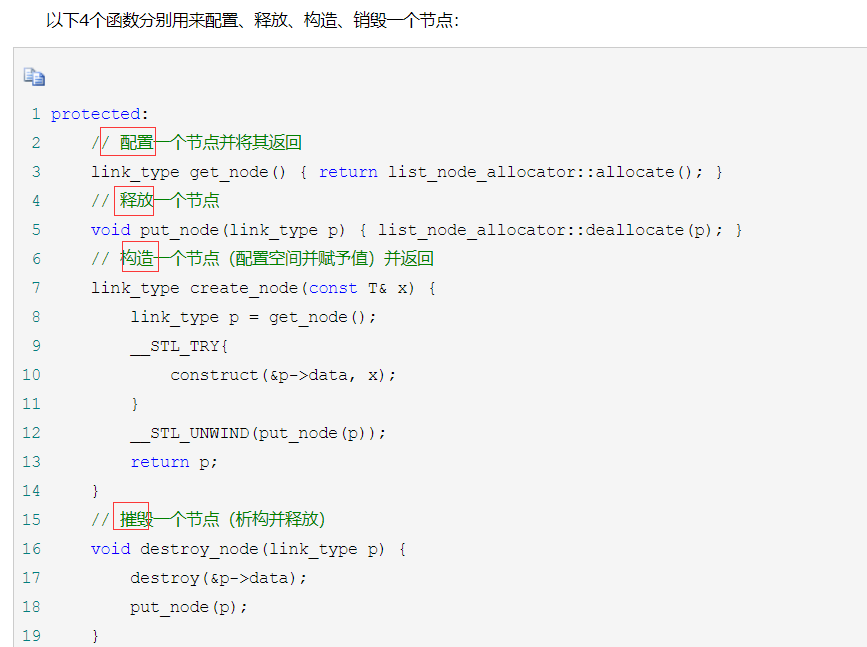 以下4个函数分别用来配置、释放、构造、销毁一个节点：
1 protected:
2     // 配置一个节点并将其返回
3     link_type get_node() { return list_node_allocator::allocate(); }
4     // 释放一个节点
5     void put_node(link_type p) { list_node_allocator::deallocate(p); }
6     // 构造一个节点（配置空间并赋予值）并返回
7     link_type create_node(const T& x) {
8         link_type p = get_node();
9         __STL_TRY{
10             construct(&p->data, x);
11         }
12         __STL_UNWIND(put_node(p));
13         return p;
14     }
15     // 摧毁一个节点（析构并释放）
16     void destroy_node(link_type p) {
17         destroy(&p->data);
18         put_node(p);
19     }